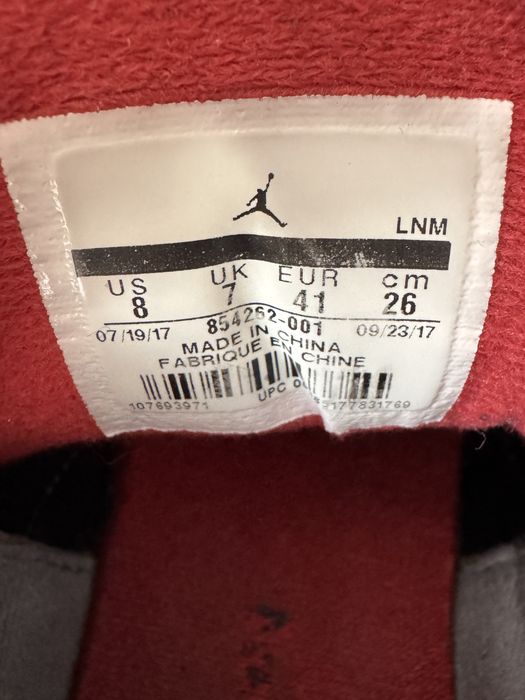 LNM
US UK EUR cm
8 7 41 26
07/19/17 854262-001 09/23/17
MADE IN CHINA
FABRIQUE EN CHINE
107693971 UPC